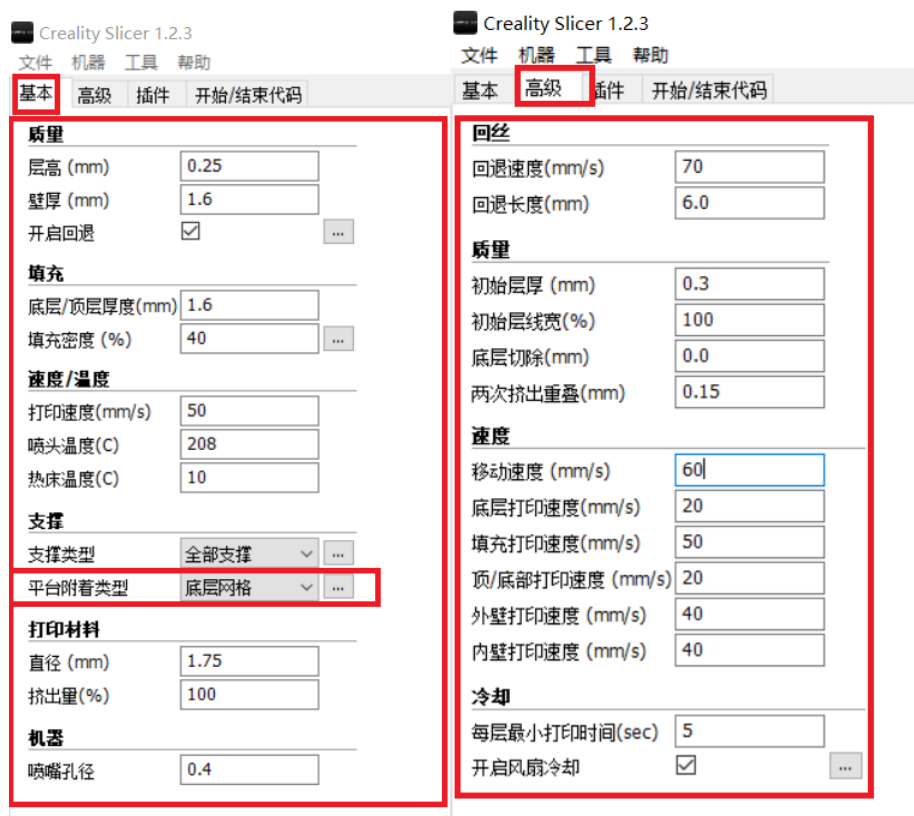 Creality Slicer 1.2.3
文件 机器 工具 帮助
基本 高级 插件 开始/结束代码
质量
层高 (mm) 0.25
壁厚 (mm) 1.6
开启回退 ...
填充
底层/顶层厚度(mm) 1.6
填充密度 (%) 40 ...
速度/温度
打印速度(mm/s) 50
喷头温度(C) 208
热床温度(C) 10
支撑
支撑类型 全部支撑 ...
平台附着类型 底层网格 ...
打印材料
直径 (mm) 1.75
挤出量(%) 100
机器
喷嘴孔径 0.4
Creality Slicer 1.2.3
文件 机器 工具 帮助
基本 高级 插件 开始/结束代码
回丝
回退速度(mm/s) 70
回退长度(mm) 6.0
质量
初始层厚 (mm) 0.3
初始层线宽(%) 100
底层切除(mm) 0.0
两次挤出重叠(mm) 0.15
速度
移动速度 (mm/s) 60
底层打印速度(mm/s) 20
填充打印速度(mm/s) 50
顶/底部打印速度 (mm/s) 20
外壁打印速度 (mm/s) 40
内壁打印速度 (mm/s) 40
冷却
每层最小打印时间(sec) 5
开启风扇冷却 ...